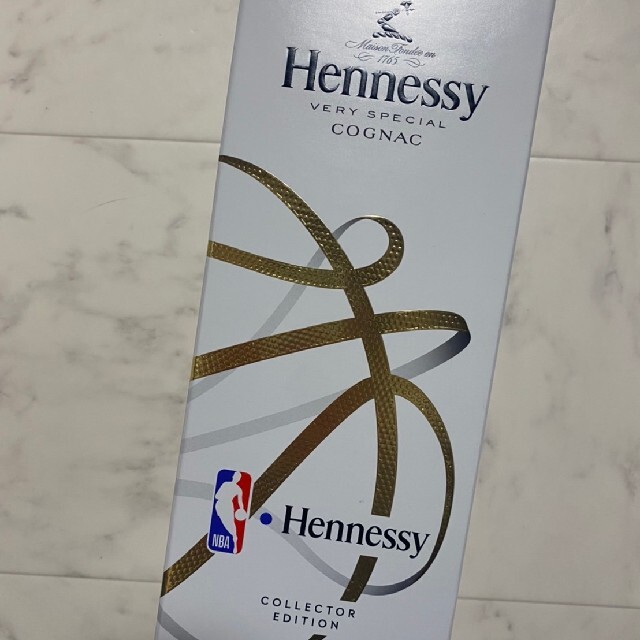 Maison Fondée en
1765
Hennessy
VERY SPECIAL
COGNAC
NBA
• Hennessy
COLLECTOR
EDITION